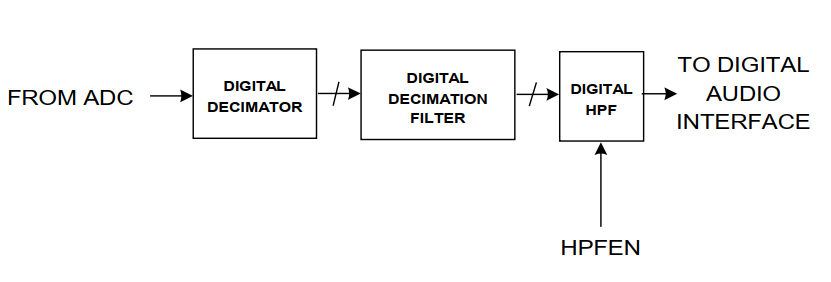 FROM ADC
DIGITAL
DECIMATOR
DIGITAL
DECIMATION
FILTER
DIGITAL
HPF
TO DIGITAL
AUDIO
INTERFACE
HPFEN